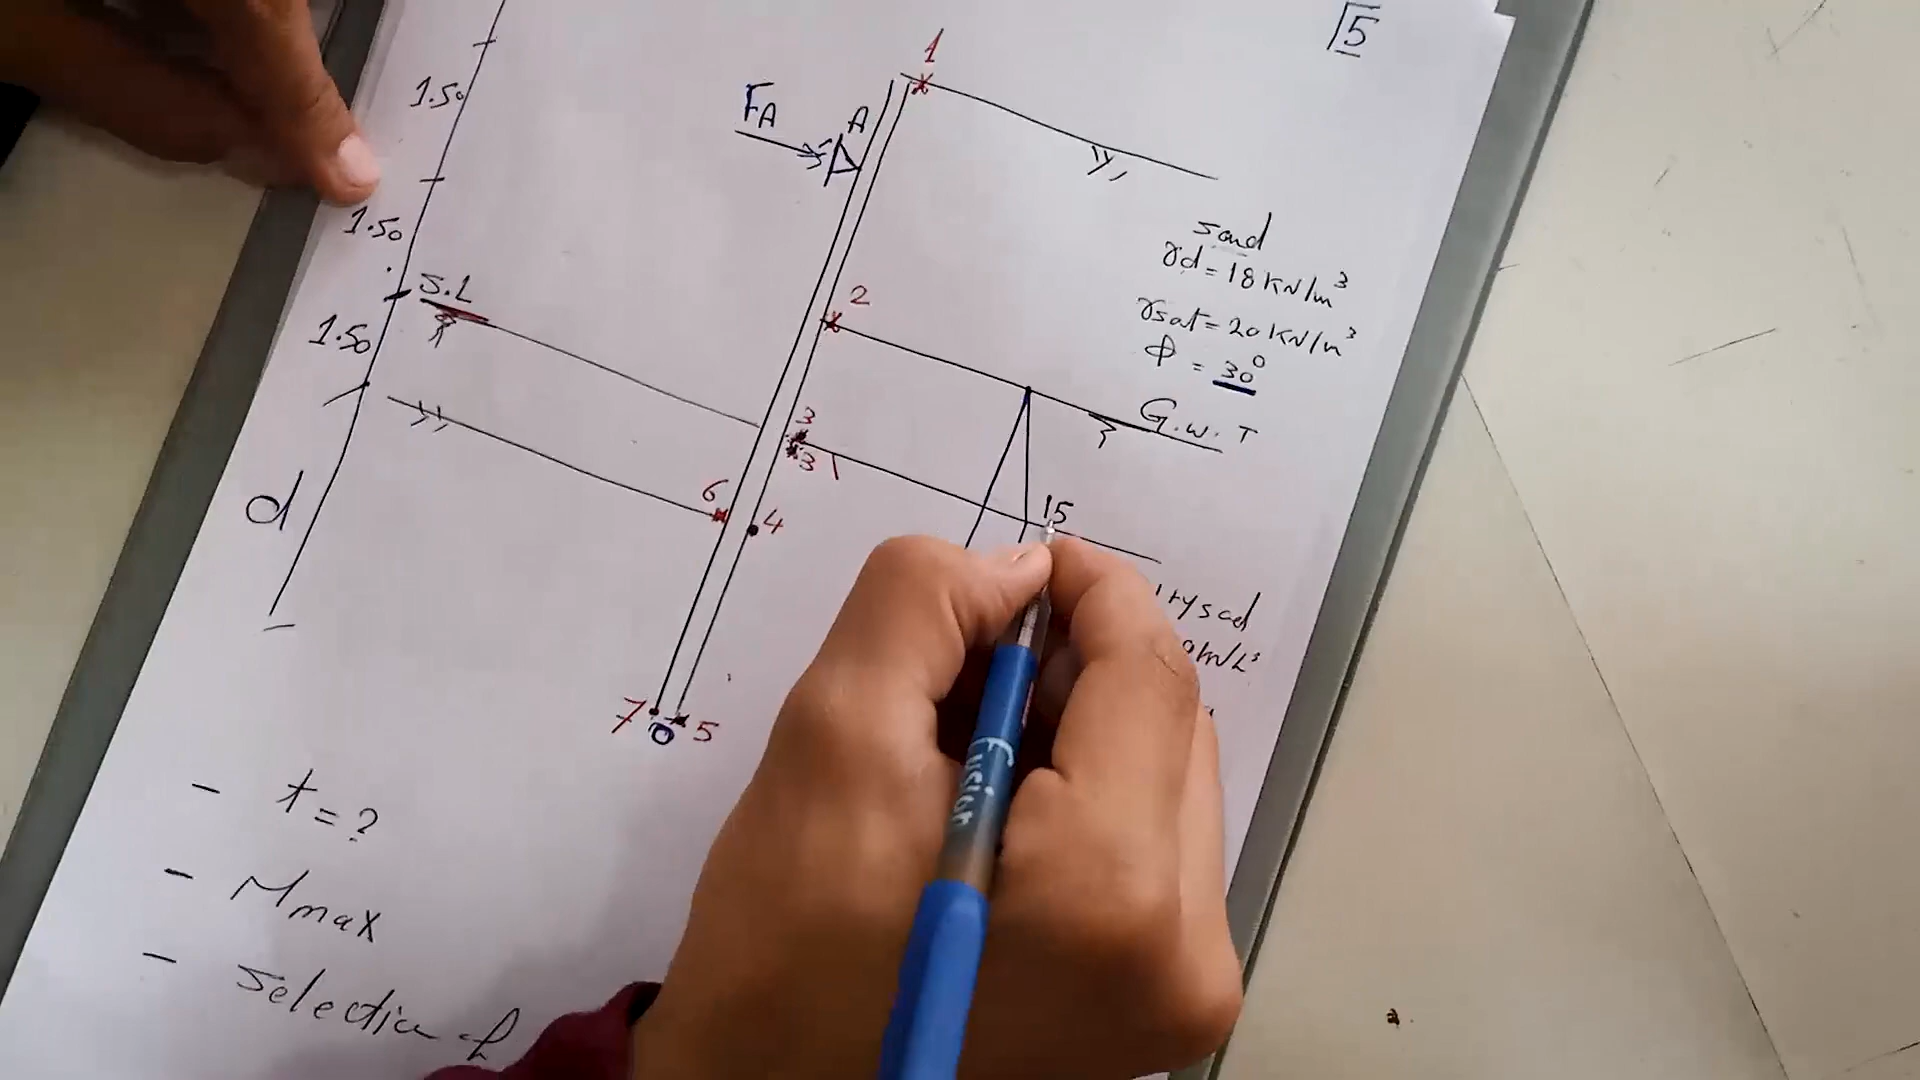 5
1.50
1.50
S.L
1.50
d
FA
A
1
2
3
3\
6
4
7
0
5
sand
γd = 18 KN/m³
γsat = 20 KN/m³
Φ = 30°
G.W.T
15
- t = ?
- Mmax
- Selection of
Fusion